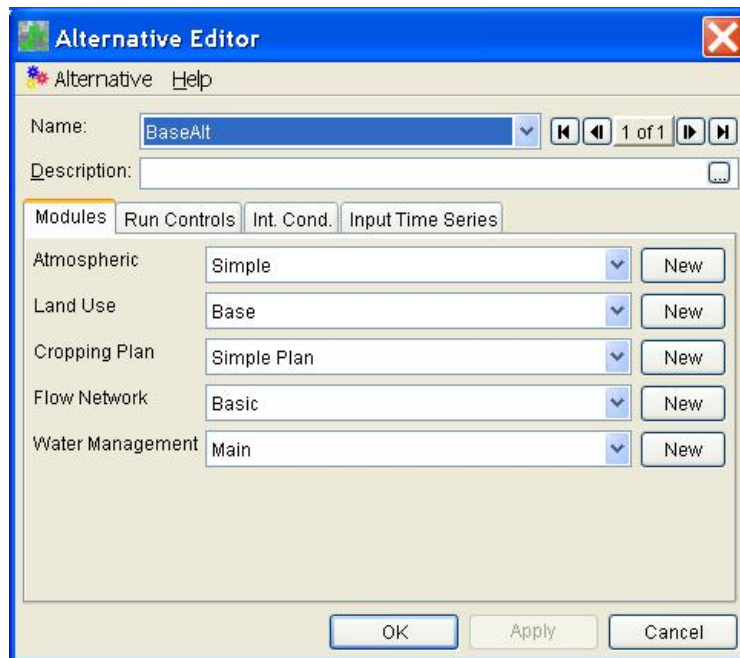 Alternative Editor
Alternative Help
Name: BaseAlt 1 of 1
Description: ...
Modules Run Controls Int. Cond. Input Time Series
Atmospheric Simple New
Land Use Base New
Cropping Plan Simple Plan New
Flow Network Basic New
Water Management Main New
OK Apply Cancel